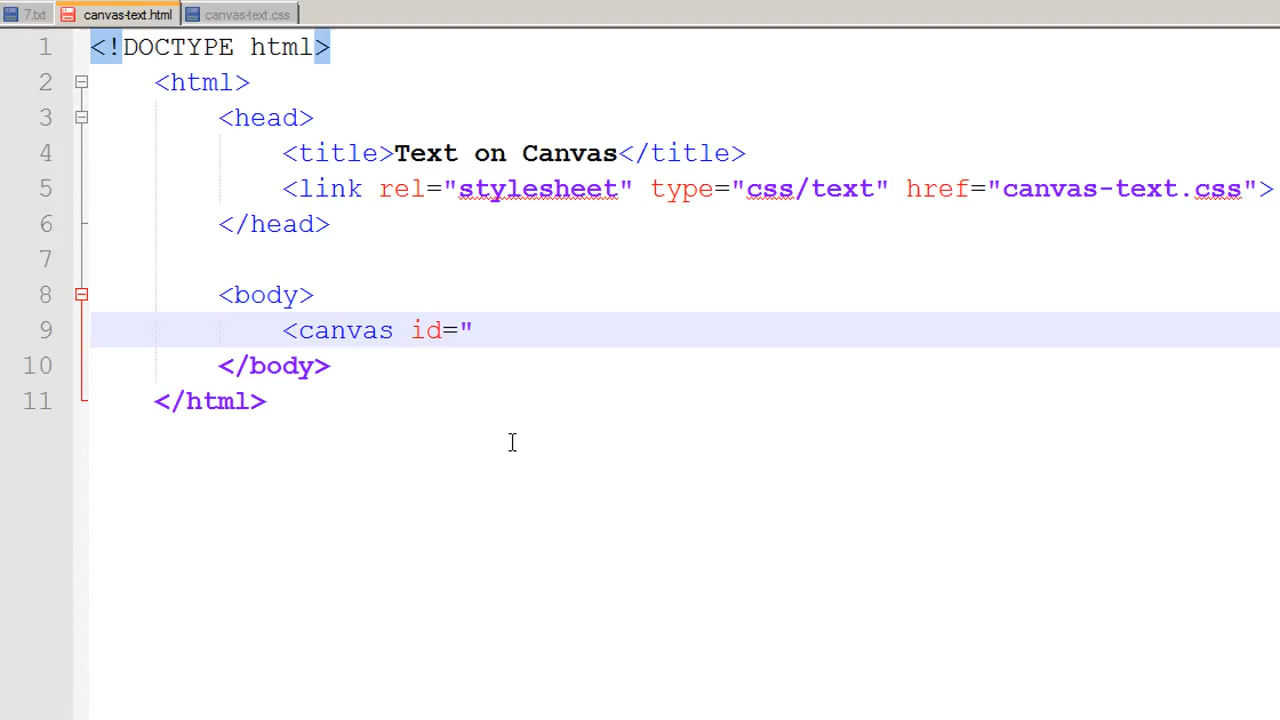 7.txt canvas-text.html canvas-text.css
1 <!DOCTYPE html>
2 <html>
3 <head>
4 <title>Text on Canvas</title>
5 <link rel="stylesheet" type="css/text" href="canvas-text.css">
6 </head>
7
8 <body>
9 <canvas id="
10 </body>
11 </html>